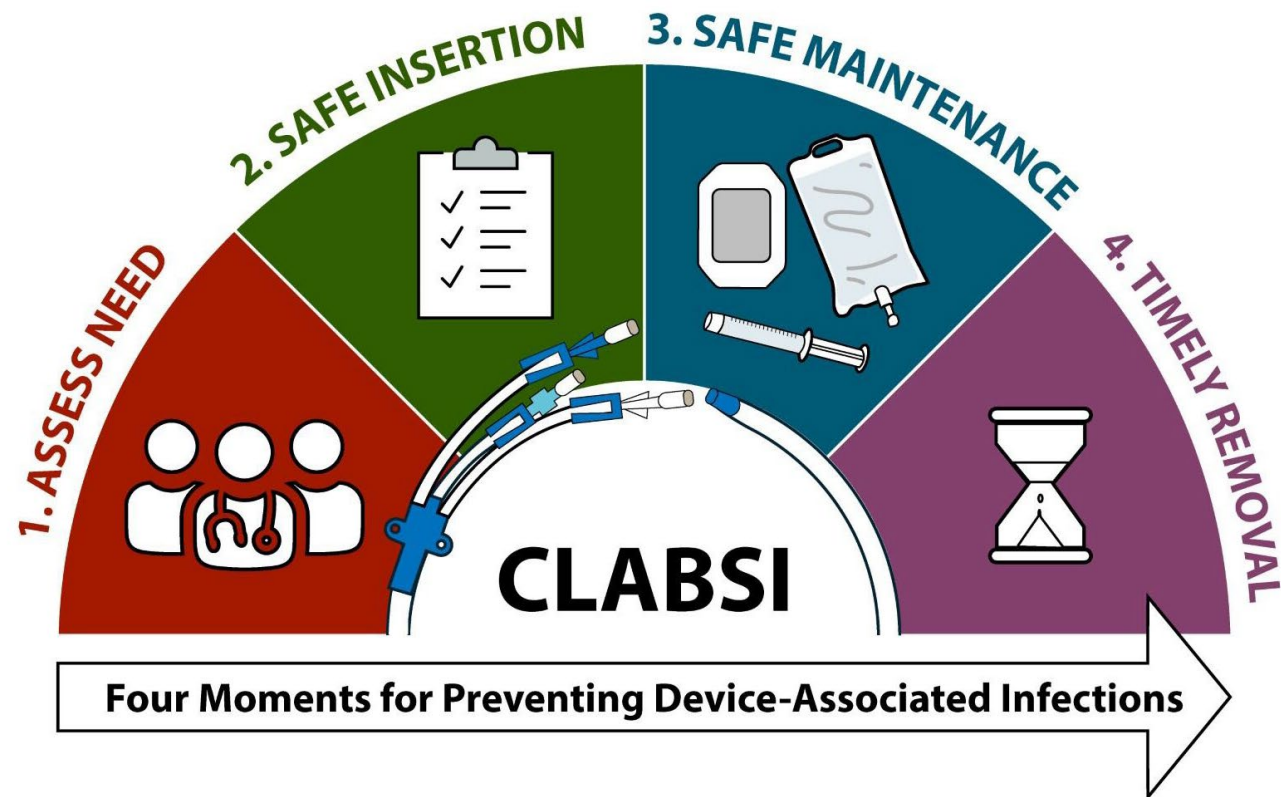 1. ASSESS NEED
2. SAFE INSERTION
3. SAFE MAINTENANCE
4. TIMELY REMOVAL
CLABSI
Four Moments for Preventing Device-Associated Infections